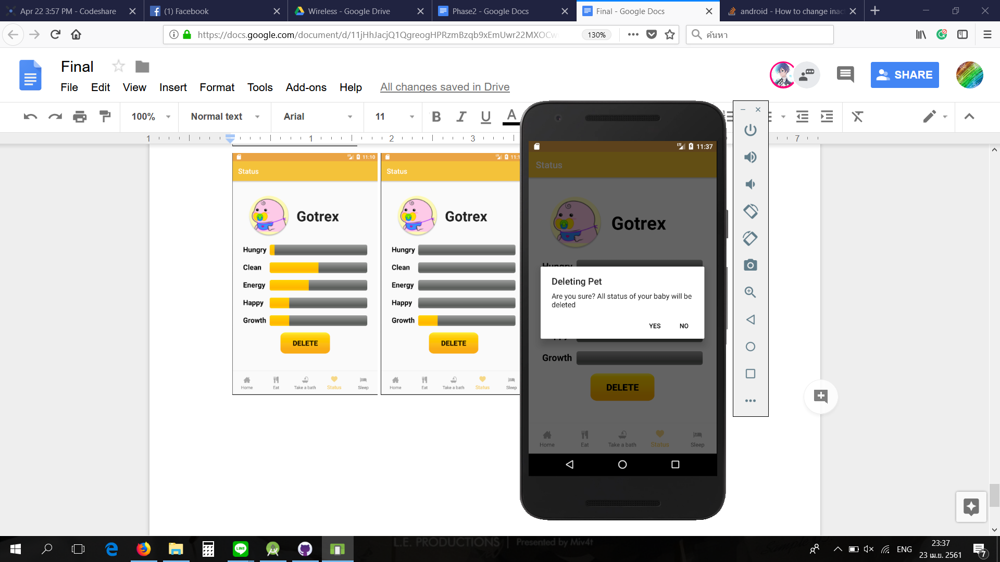 Apr 22 3:57 PM - Codeshare
(1) Facebook
Wireless - Google Drive
Phase2 - Google Docs
Final - Google Docs
android - How to change inac
https://docs.google.com/document/d/11jHhJacjQ1QgreogHPRzmBzqb9xEmUwr22MXOCw
130%
ค้นหา
Final
File Edit View Insert Format Tools Add-ons Help All changes saved in Drive
SHARE
100% Normal text Arial 11 B I U A
1 1 2 3 7
11:10
Status
Gotrex
Hungry
Clean
Energy
Happy
Growth
DELETE
Home Eat Take a bath Status Sleep
Status
Gotrex
Hungry
Clean
Energy
Happy
Growth
DELETE
Home Eat Take a bath Status Sleep
LTE 11:37
Status
Gotrex
Hungry
Deleting Pet
Are you sure? All status of your baby will be
deleted
YES NO
Growth
DELETE
Home Eat Take a bath Status Sleep
L.E. PRODUCTIONS | Presented by Miv4t
ENG
23:37
23 เม.ย. 2561
7